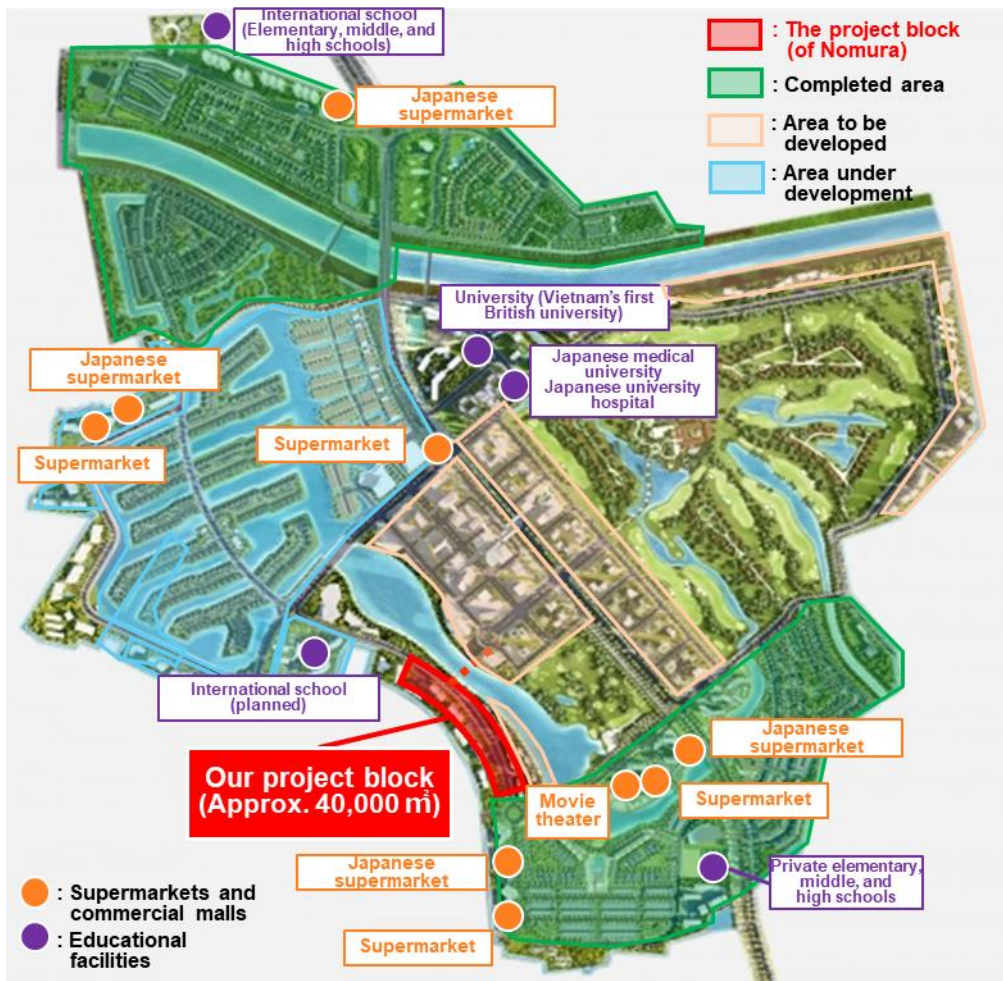 International school
(Elementary, middle, and
high schools)
: The project block
(of Nomura)
: Completed area
: Area to be
developed
: Area under
development
Japanese
supermarket
University (Vietnam's first
British university)
Japanese medical
university
Japanese university
hospital
Japanese
supermarket
Supermarket
Supermarket
International school
(planned)
Our project block
(Approx. 40,000 ㎡)
Japanese
supermarket
Movie
theater
Supermarket
Japanese
supermarket
Private elementary,
middle, and
high schools
Supermarket
: Supermarkets and
commercial malls
: Educational
facilities